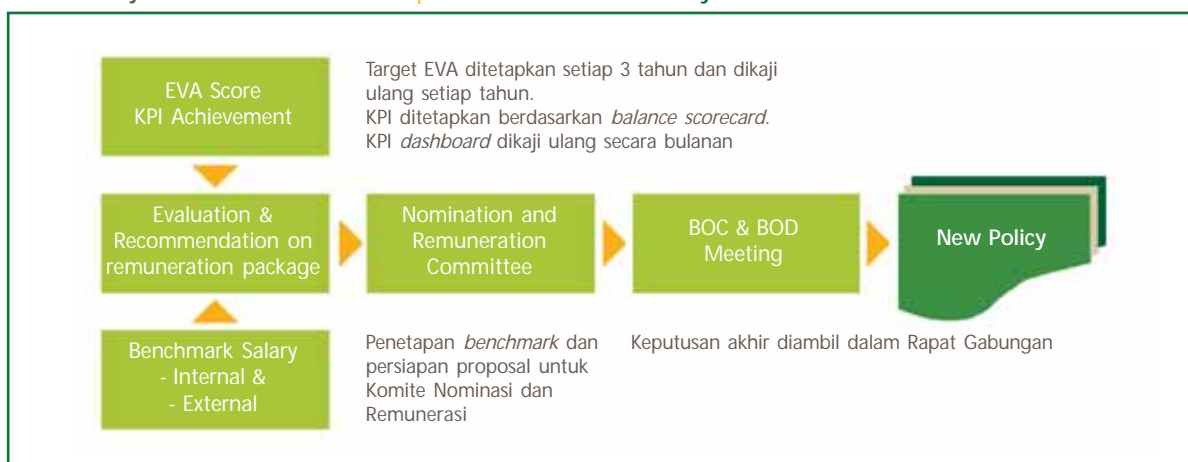 EVA Score
KPI Achievement
Target EVA ditetapkan setiap 3 tahun dan dikaji
ulang setiap tahun.
KPI ditetapkan berdasarkan balance scorecard.
KPI dashboard dikaji ulang secara bulanan
Evaluation &
Recommendation on
remuneration package
Nomination and
Remuneration
Committee
BOC & BOD
Meeting
New Policy
Benchmark Salary
- Internal &
- External
Penetapan benchmark dan
persiapan proposal untuk
Komite Nominasi dan
Remunerasi
Keputusan akhir diambil dalam Rapat Gabungan